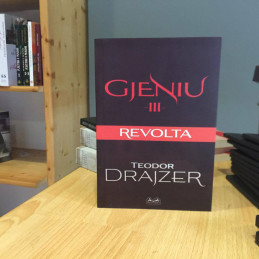 GJENIU
-III-
REVOLTA
TEODOR
DRAJZER